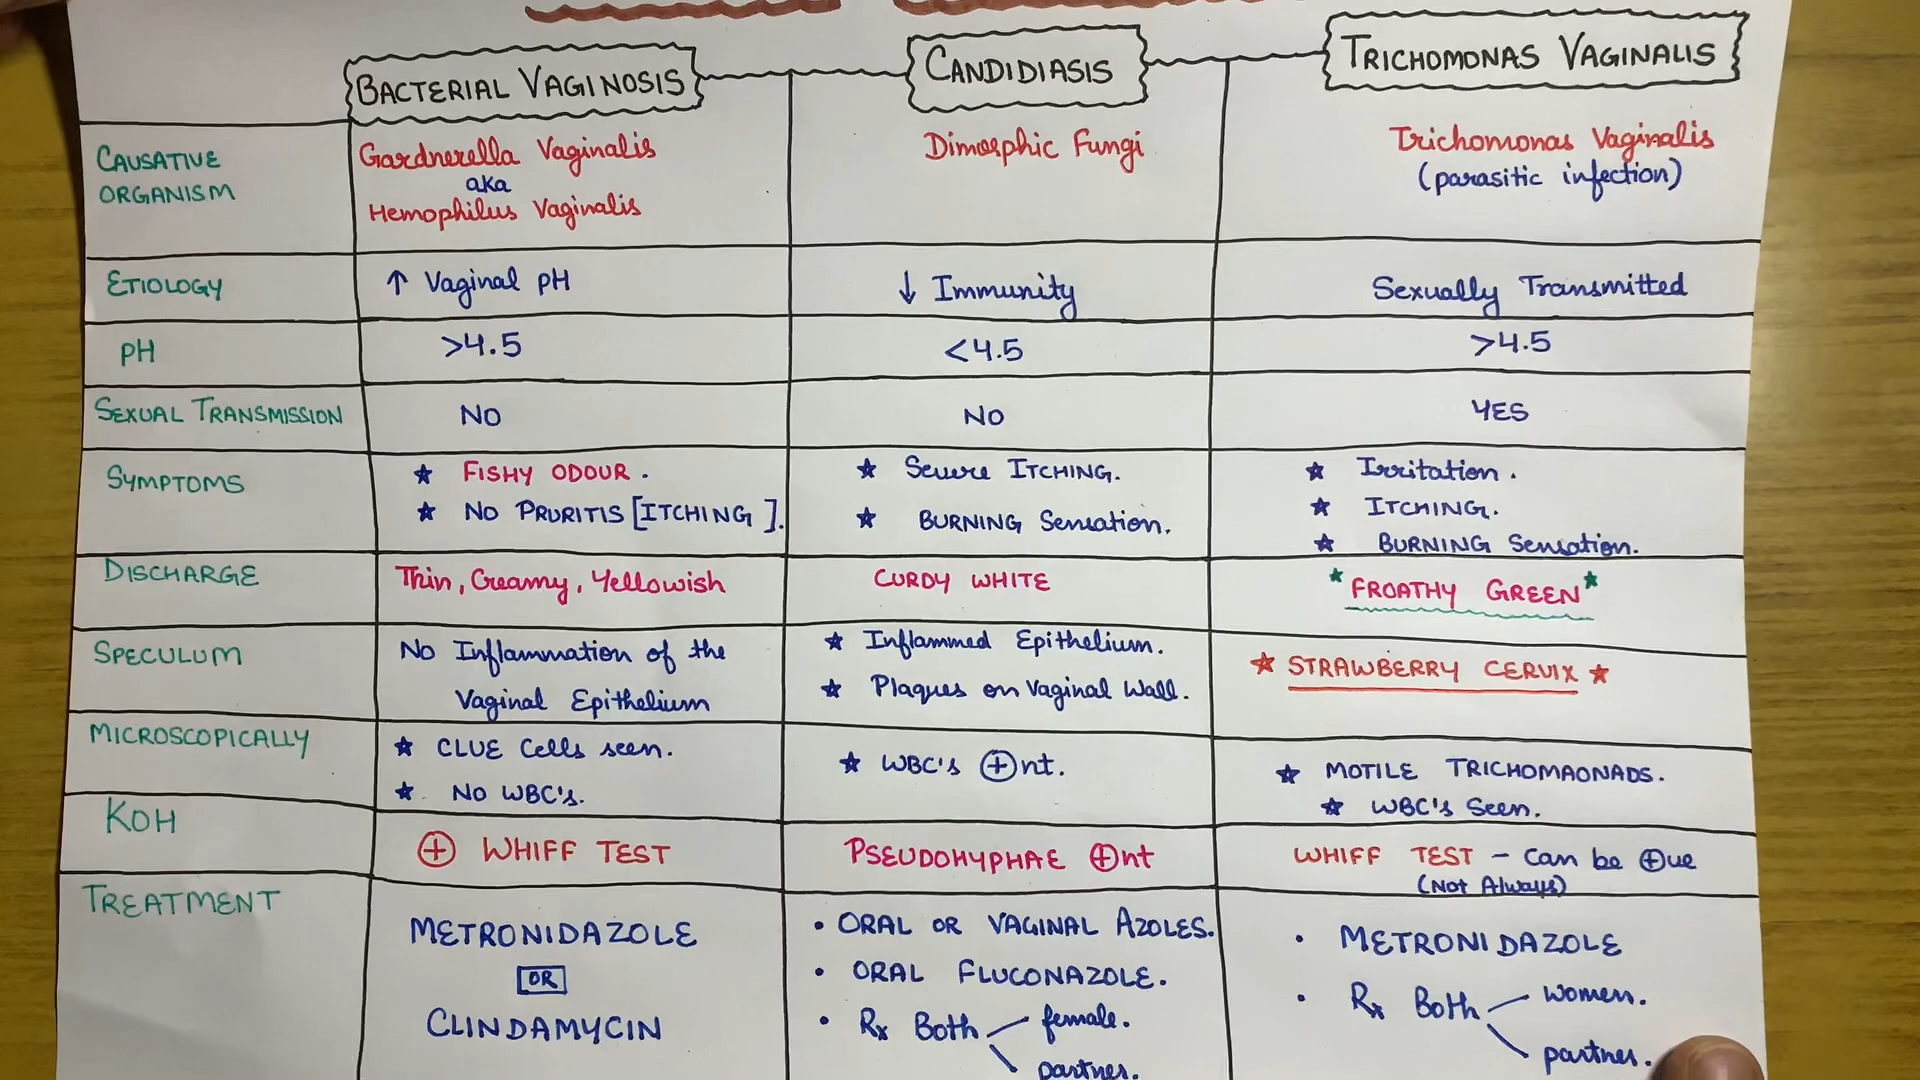 BACTERIAL VAGINOSIS
CANDIDIASIS
TRICHOMONAS VAGINALIS
CAUSATIVE ORGANISM
Gardnerella Vaginalis
aka
Hemophilus Vaginalis
Dimorphic Fungi
Trichomonas Vaginalis
(parasitic infection)
ETIOLOGY
↑ Vaginal pH
↓ Immunity
Sexually Transmitted
PH
>4.5
<4.5
>4.5
SEXUAL TRANSMISSION
NO
NO
YES
SYMPTOMS
★ FISHY ODOUR.
★ NO PRURITIS [ITCHING].
★ Severe ITCHING.
★ BURNING Sensation.
★ Irritation.
★ ITCHING.
★ BURNING Sensation.
DISCHARGE
Thin, Creamy, Yellowish
CURDY WHITE
*FROATHY GREEN*
SPECULUM
No Inflammation of the
Vaginal Epithelium
★ Inflammed Epithelium.
★ Plaques on Vaginal Wall.
★ STRAWBERRY CERVIX ★
MICROSCOPICALLY
★ CLUE Cells seen.
★ NO WBC's.
★ WBC's ⊕nt.
★ MOTILE TRICHOMAONADS.
★ WBC's Seen.
KOH
⊕ WHIFF TEST
PSEUDOHYPHAE ⊕nt
WHIFF TEST - can be ⊕ve
(Not Always)
TREATMENT
METRONIDAZOLE
OR
CLINDAMYCIN
• ORAL OR VAGINAL AZOLES.
• ORAL FLUCONAZOLE.
• Rx Both female.
partner.
• METRONIDAZOLE
• Rx Both women.
partner.